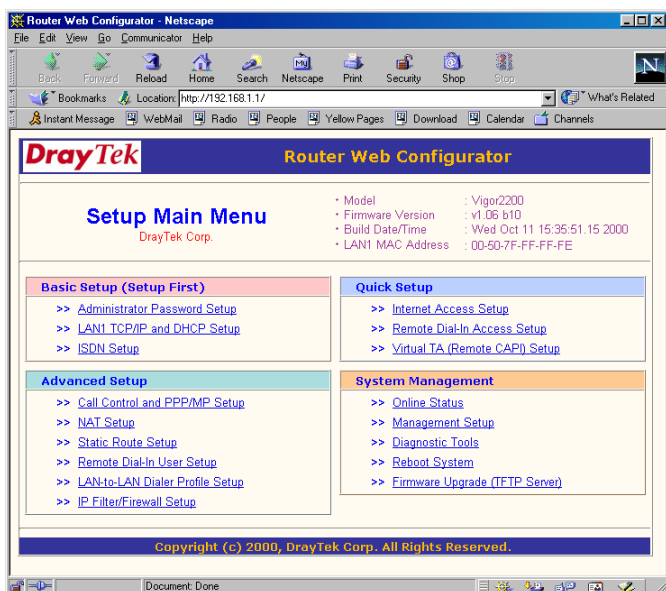 Router Web Configurator - Netscape
File Edit View Go Communicator Help
Back Forward Reload Home Search Netscape Print Security Shop Stop
My
N
Bookmarks Location: http://192.168.1.1/ What's Related
Instant Message WebMail Radio People Yellow Pages Download Calendar Channels
DrayTek Router Web Configurator
Setup Main Menu
DrayTek Corp.
• Model : Vigor2200
• Firmware Version : v1.06 b10
• Build Date/Time : Wed Oct 11 15:35:51.15 2000
• LAN1 MAC Address : 00-50-7F-FF-FF-FE
Basic Setup (Setup First)
>> Administrator Password Setup
>> LAN1 TCP/IP and DHCP Setup
>> ISDN Setup
Quick Setup
>> Internet Access Setup
>> Remote Dial-In Access Setup
>> Virtual TA (Remote CAPI) Setup
Advanced Setup
>> Call Control and PPP/MP Setup
>> NAT Setup
>> Static Route Setup
>> Remote Dial-In User Setup
>> LAN-to-LAN Dialer Profile Setup
>> IP Filter/Firewall Setup
System Management
>> Online Status
>> Management Setup
>> Diagnostic Tools
>> Reboot System
>> Firmware Upgrade (TFTP Server)
Copyright (c) 2000, DrayTek Corp. All Rights Reserved.
Document: Done